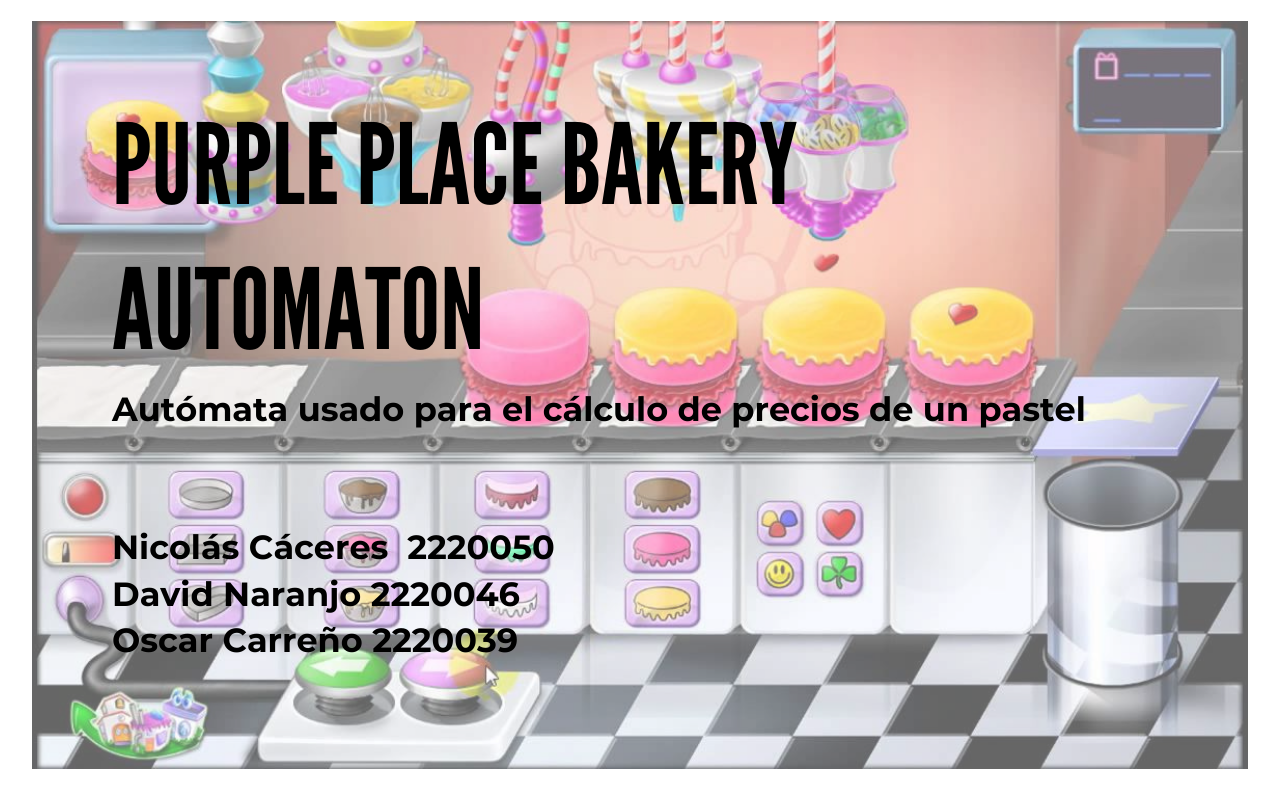 PURPLE PLACE BAKERY
AUTOMATON
Autómata usado para el cálculo de precios de un pastel
Nicolás Cáceres 2220050
David Naranjo 2220046
Oscar Carreño 2220039